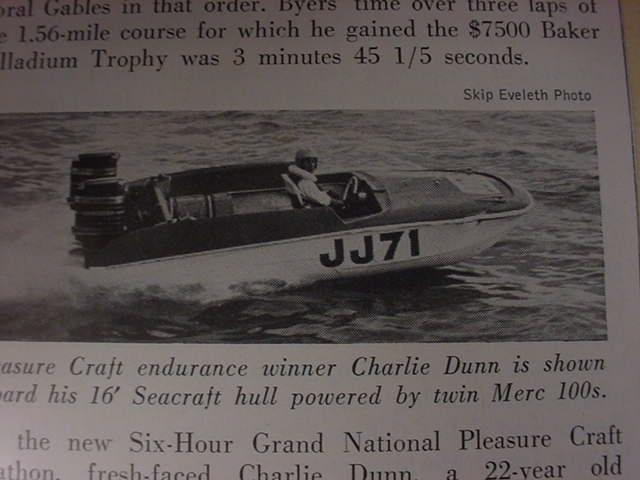 oral Gables in that order. Byers' time over three laps of
e 1.56-mile course for which he gained the $7500 Baker
lladium Trophy was 3 minutes 45 1/5 seconds.
Skip Eveleth Photo
JJ71
easure Craft endurance winner Charlie Dunn is shown
oard his 16' Seacraft hull powered by twin Merc 100s.
the new Six-Hour Grand National Pleasure Craft
athon, fresh-faced Charlie Dunn, a 22-year old